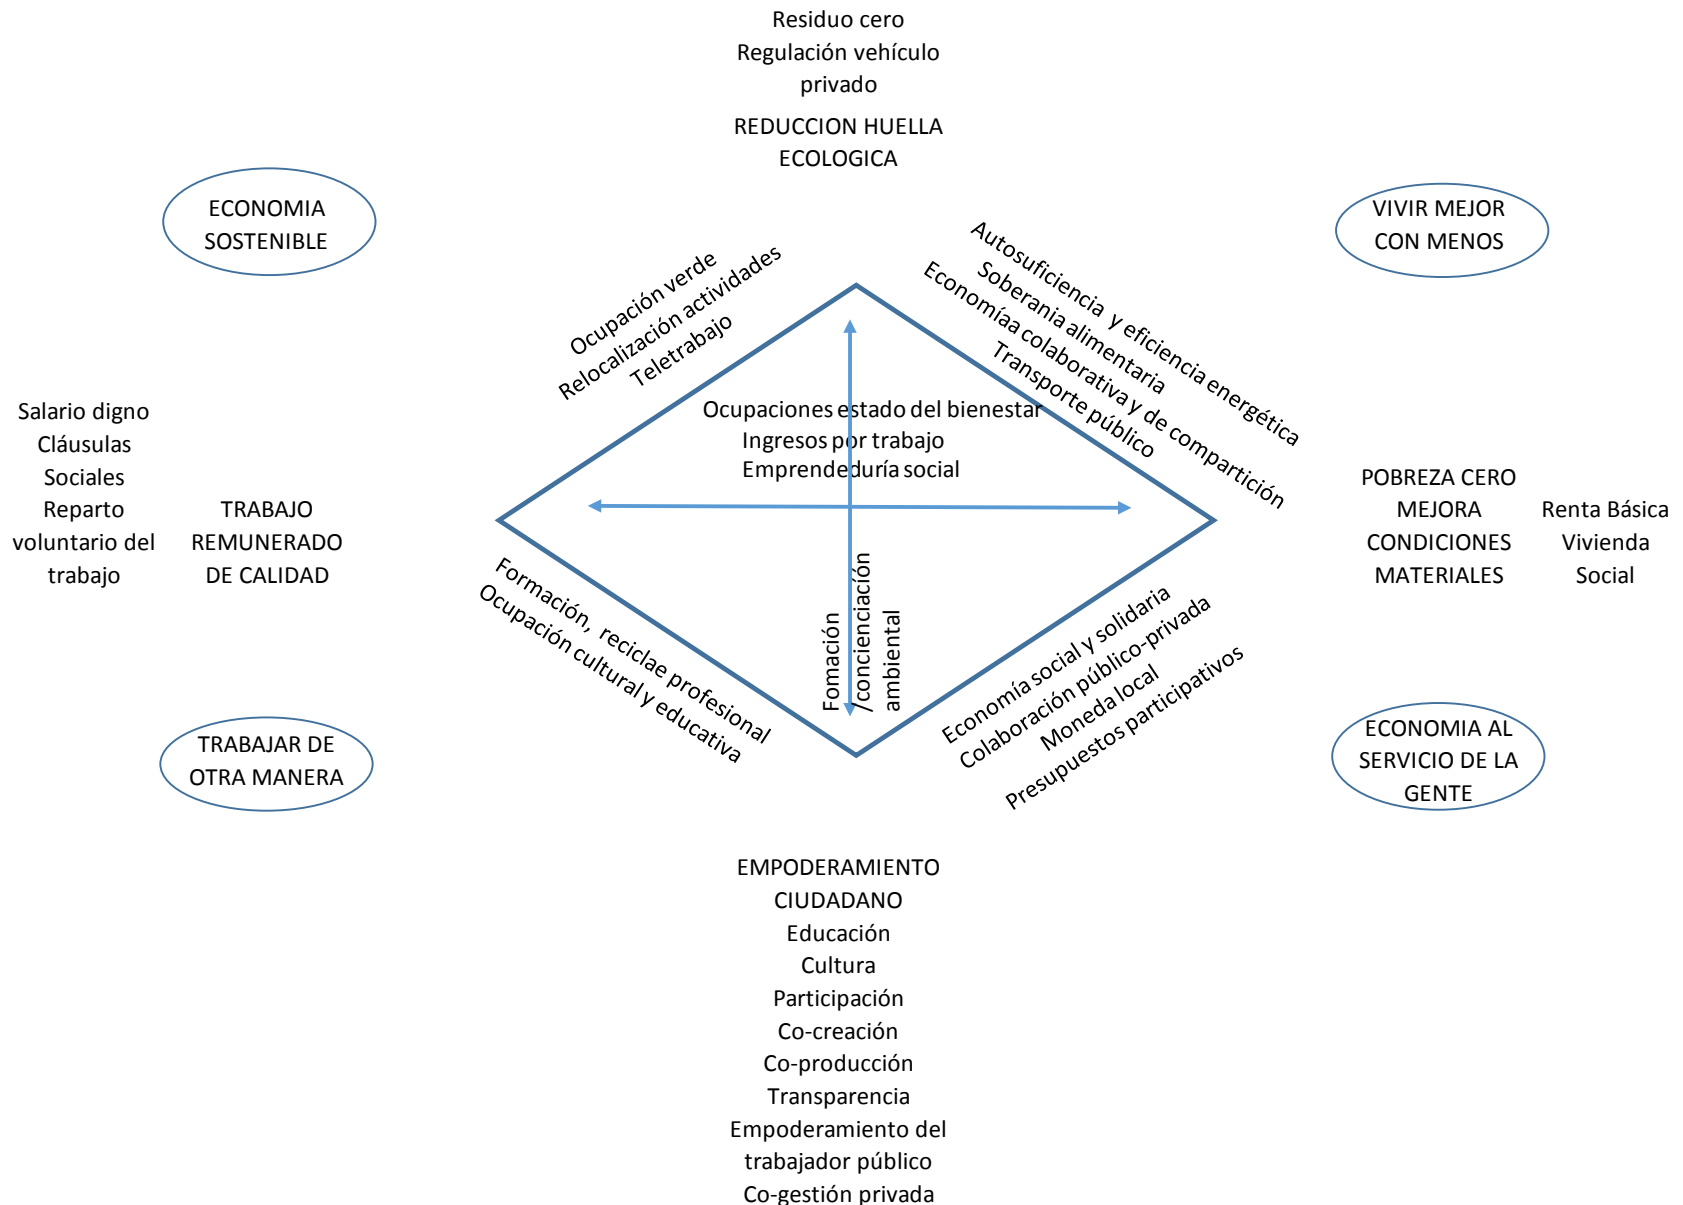 Residuo cero
Regulación vehículo
privado
REDUCCION HUELLA
ECOLOGICA
ECONOMIA
SOSTENIBLE
VIVIR MEJOR
CON MENOS
Ocupación verde
Relocalización actividades
Teletrabajo
Autosuficiencia y eficiencia energética
Soberania alimentaria
Economíaa colaborativa y de compartición
Transporte público
Ocupaciones estado del bienestar
Ingresos por trabajo
Emprendeduría social
Salario digno
Cláusulas
Sociales
Reparto
voluntario del
trabajo
TRABAJO
REMUNERADO
DE CALIDAD
POBREZA CERO
MEJORA
CONDICIONES
MATERIALES
Renta Básica
Vivienda
Social
Formación, reciclae profesional
Ocupación cultural y educativa
Fomación
/conciencación
ambiental
Economía social y solidaria
Colaboración público-privada
Moneda local
Presupuestos participativos
TRABAJAR DE
OTRA MANERA
ECONOMIA AL
SERVICIO DE LA
GENTE
EMPODERAMIENTO
CIUDADANO
Educación
Cultura
Participación
Co-creación
Co-producción
Transparencia
Empoderamiento del
trabajador público
Co-gestión privada